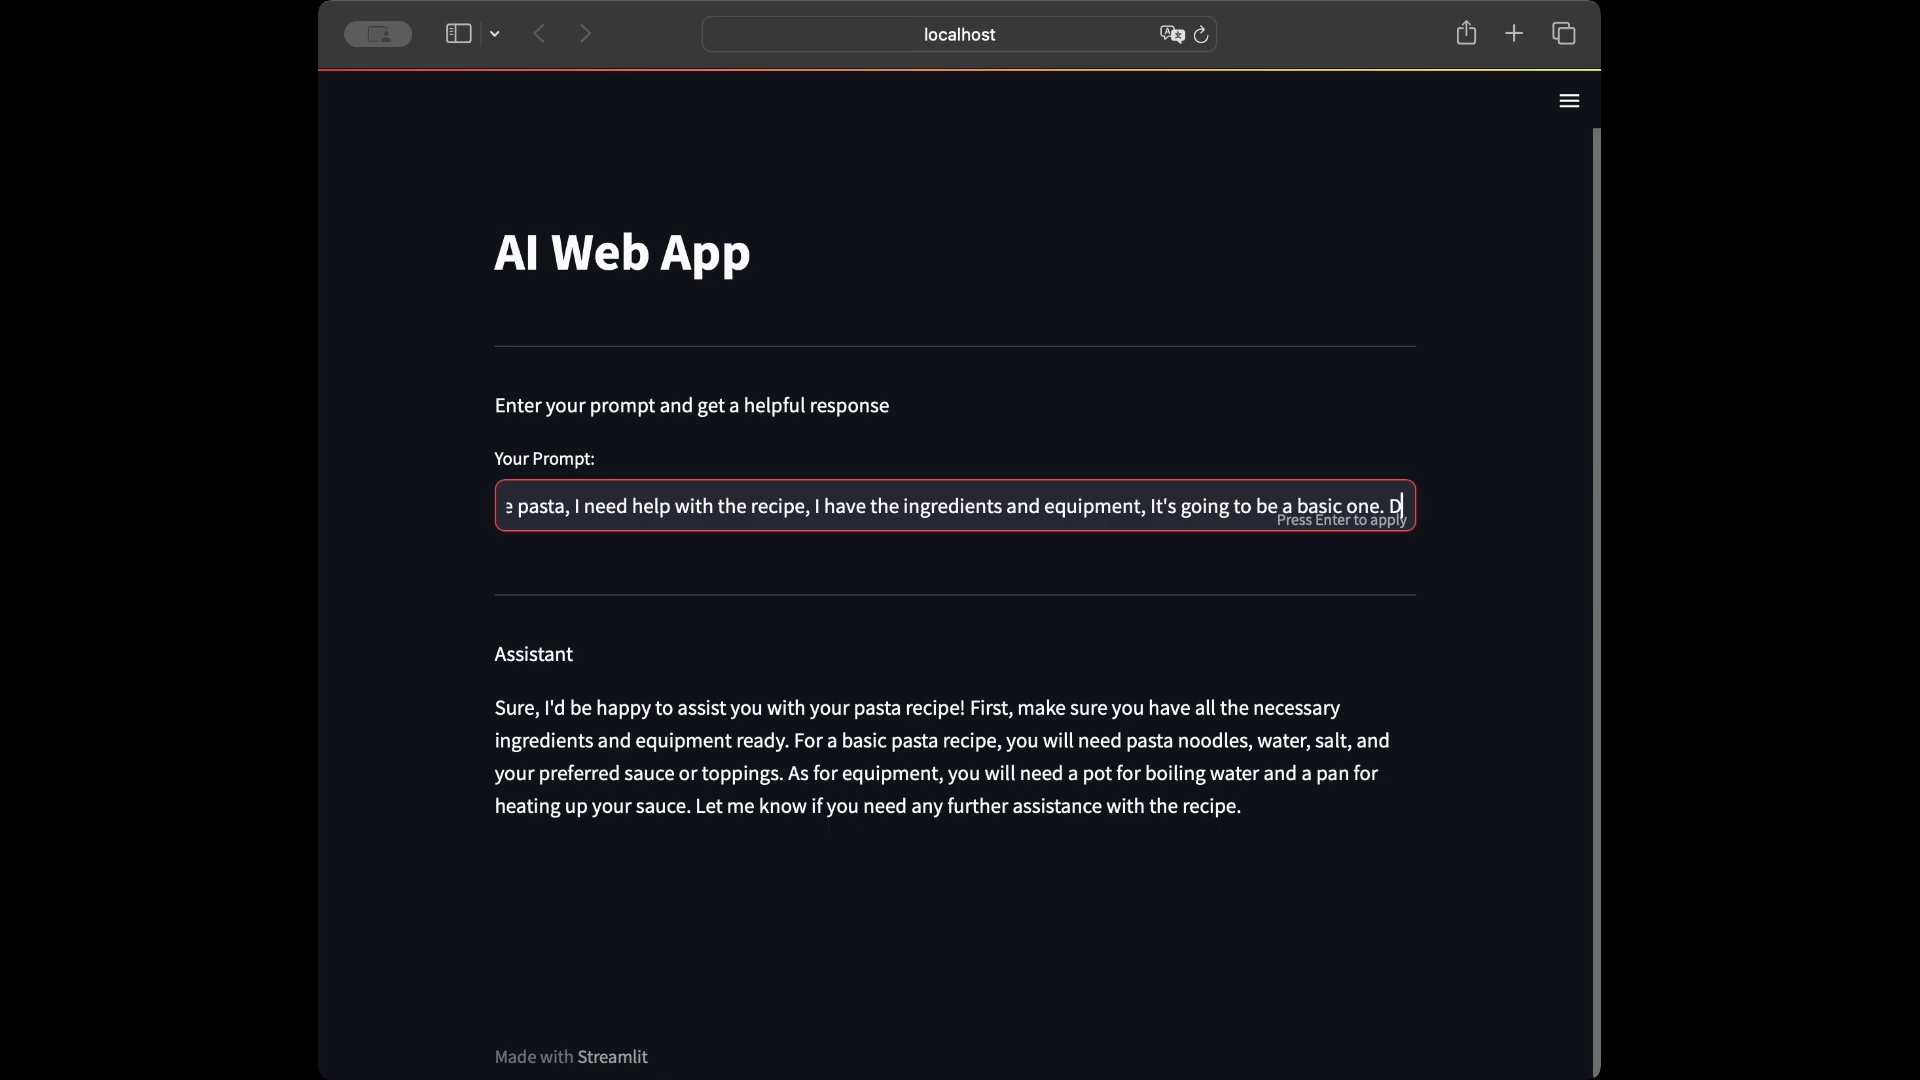 localhost
AI Web App
Enter your prompt and get a helpful response
Your Prompt:
pasta, I need help with the recipe, I have the ingredients and equipment, It's going to be a basic one. D
Press Enter to apply
Assistant
Sure, I'd be happy to assist you with your pasta recipe! First, make sure you have all the necessary
ingredients and equipment ready. For a basic pasta recipe, you will need pasta noodles, water, salt, and
your preferred sauce or toppings. As for equipment, you will need a pot for boiling water and a pan for
heating up your sauce. Let me know if you need any further assistance with the recipe.
Made with Streamlit